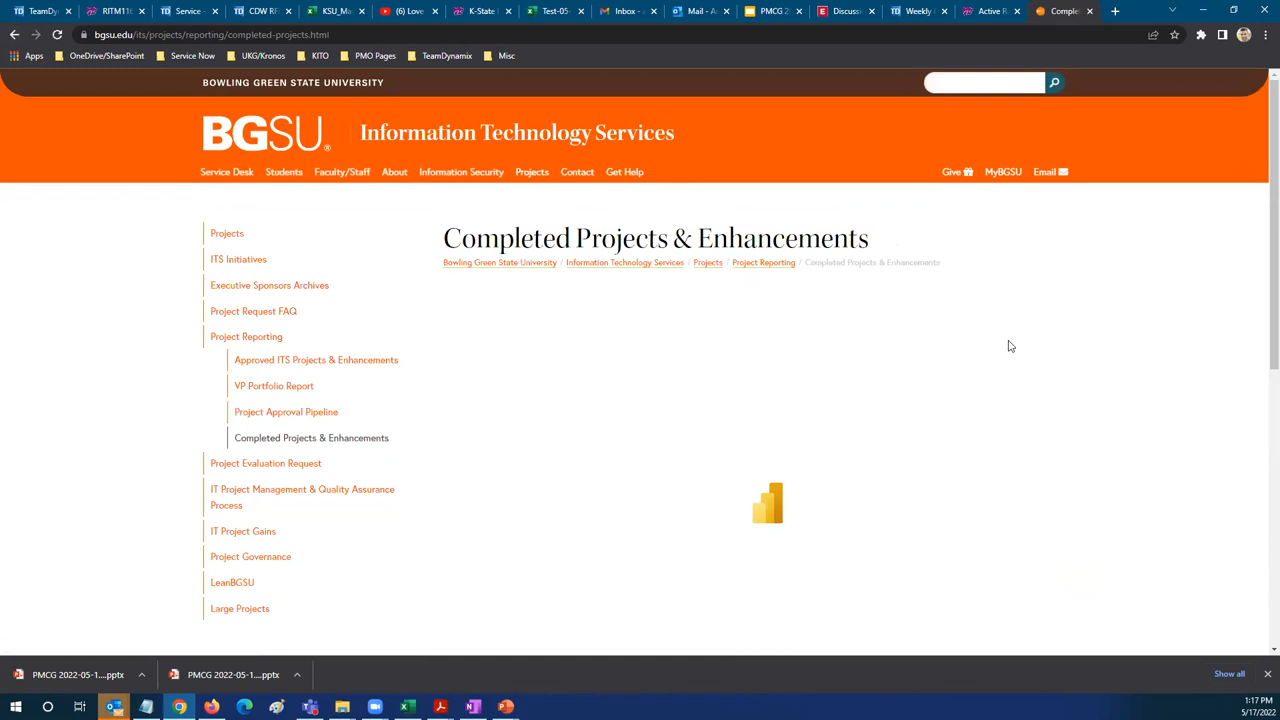 TeamDy
RITM11
CW RF
(6) Love
KSU_M
K-State I
Test-05-
Inbox -
Mail - A
PMCG 2
Discuss
Weekly
Active R
Comple
bgsu.edu/its/projects/reporting/completed-projects.html
Apps OneDrive/SharePoint Service Now UKG/Kronos KITO PMO Pages TeamDynamix Misc
BOWLING GREEN STATE UNIVERSITY
BGSU®
Information Technology Services
Service Desk Students Faculty/Staff About Information Security Projects Contact Get Help Give MyBGSU Email
Projects
ITS Initiatives
Executive Sponsors Archives
Project Request FAQ
Project Reporting
Approved ITS Projects & Enhancements
VP Portfolio Report
Project Approval Pipeline
Completed Projects & Enhancements
Project Evaluation Request
IT Project Management & Quality Assurance
Process
IT Project Gains
Project Governance
LeanBGSU
Large Projects
Completed Projects & Enhancements
Bowling Green State University / Information Technology Services / Projects / Project Reporting / Completed Projects & Enhancements
PMCG 2022-05-1....pptx
PMCG 2022-05-1....pptx
Show all
1:17 PM
5/17/2022